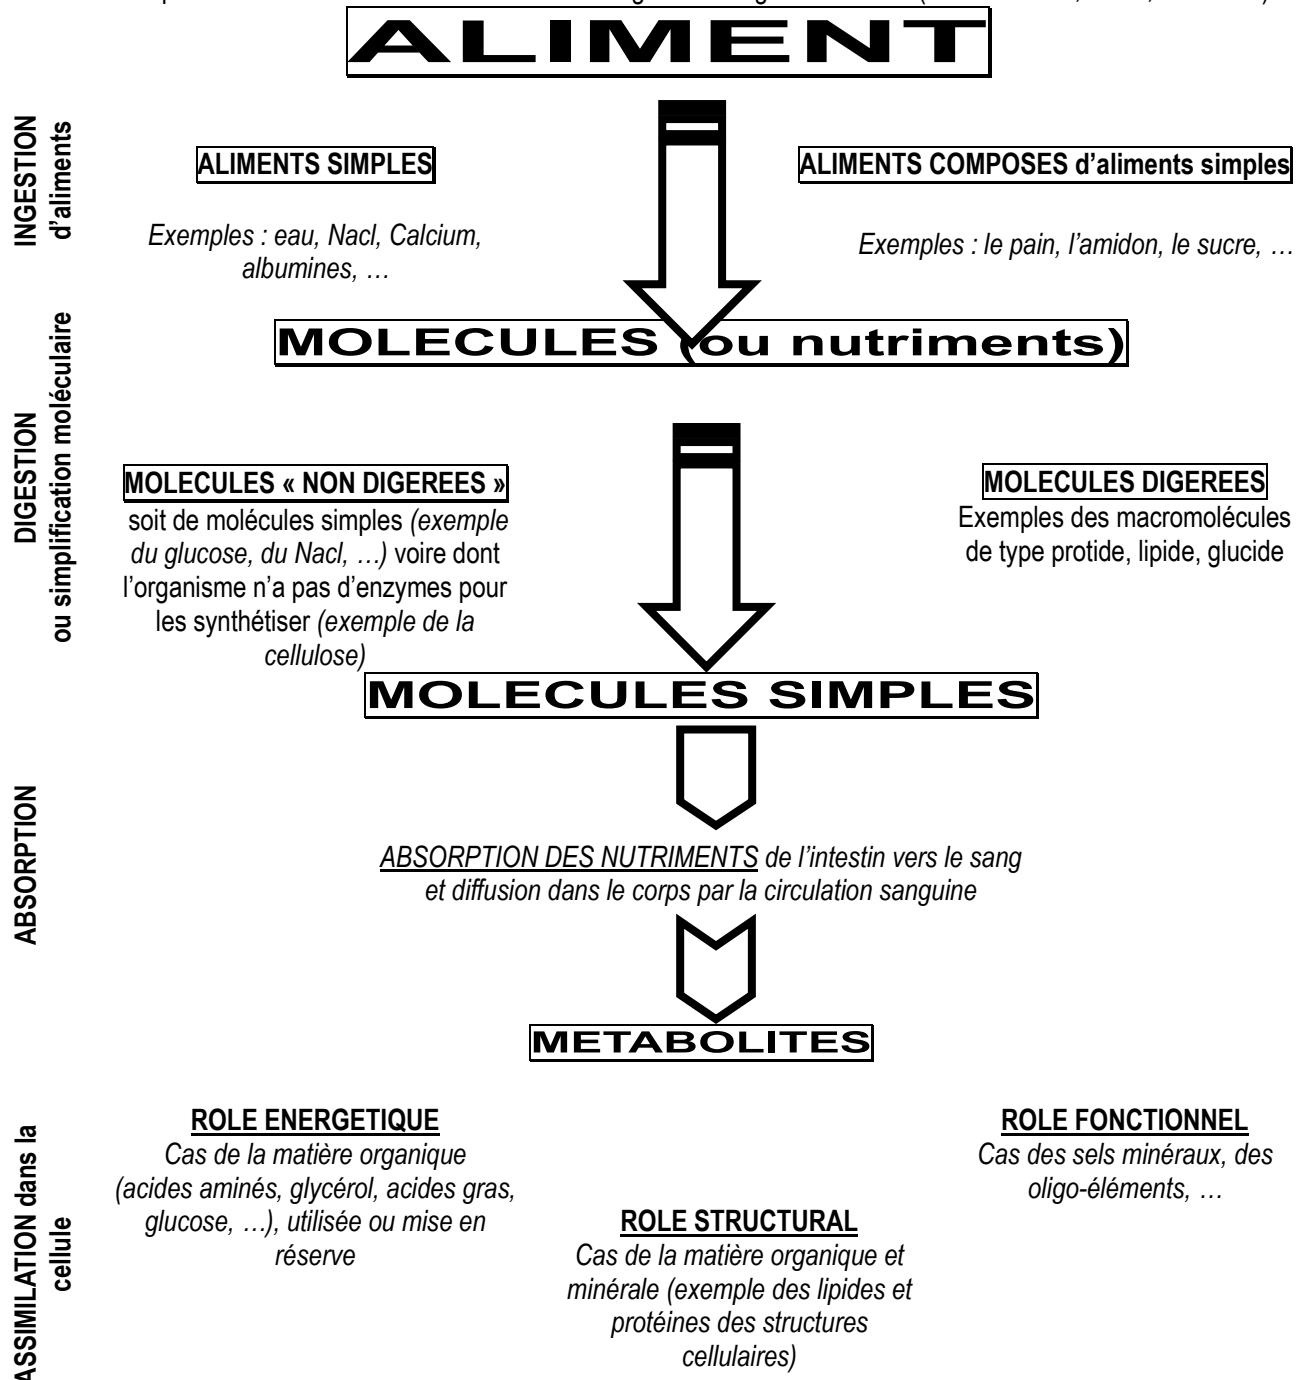 ALIMENT
INGESTION
d'aliments
ALIMENTS SIMPLES
Exemples : eau, Nacl, Calcium,
albumines, …
ALIMENTS COMPOSES d'aliments simples
Exemples : le pain, l'amidon, le sucre, …
MOLECULES (ou nutriments)
DIGESTION
ou simplification moléculaire
MOLECULES « NON DIGEREES »
soit de molécules simples (exemple
du glucose, du Nacl, …) voire dont
l'organisme n'a pas d'enzymes pour
les synthétiser (exemple de la
cellulose)
MOLECULES DIGEREES
Exemples des macromolécules
de type protide, lipide, glucide
MOLECULES SIMPLES
ABSORPTION
ABSORPTION DES NUTRIMENTS de l'intestin vers le sang
et diffusion dans le corps par la circulation sanguine
METABOLITES
ASSIMILATION dans la
cellule
ROLE ENERGETIQUE
Cas de la matière organique
(acides aminés, glycérol, acides gras,
glucose, …), utilisée ou mise en
réserve
ROLE STRUCTURAL
Cas de la matière organique et
minérale (exemple des lipides et
protéines des structures
cellulaires)
ROLE FONCTIONNEL
Cas des sels minéraux, des
oligo-éléments, …